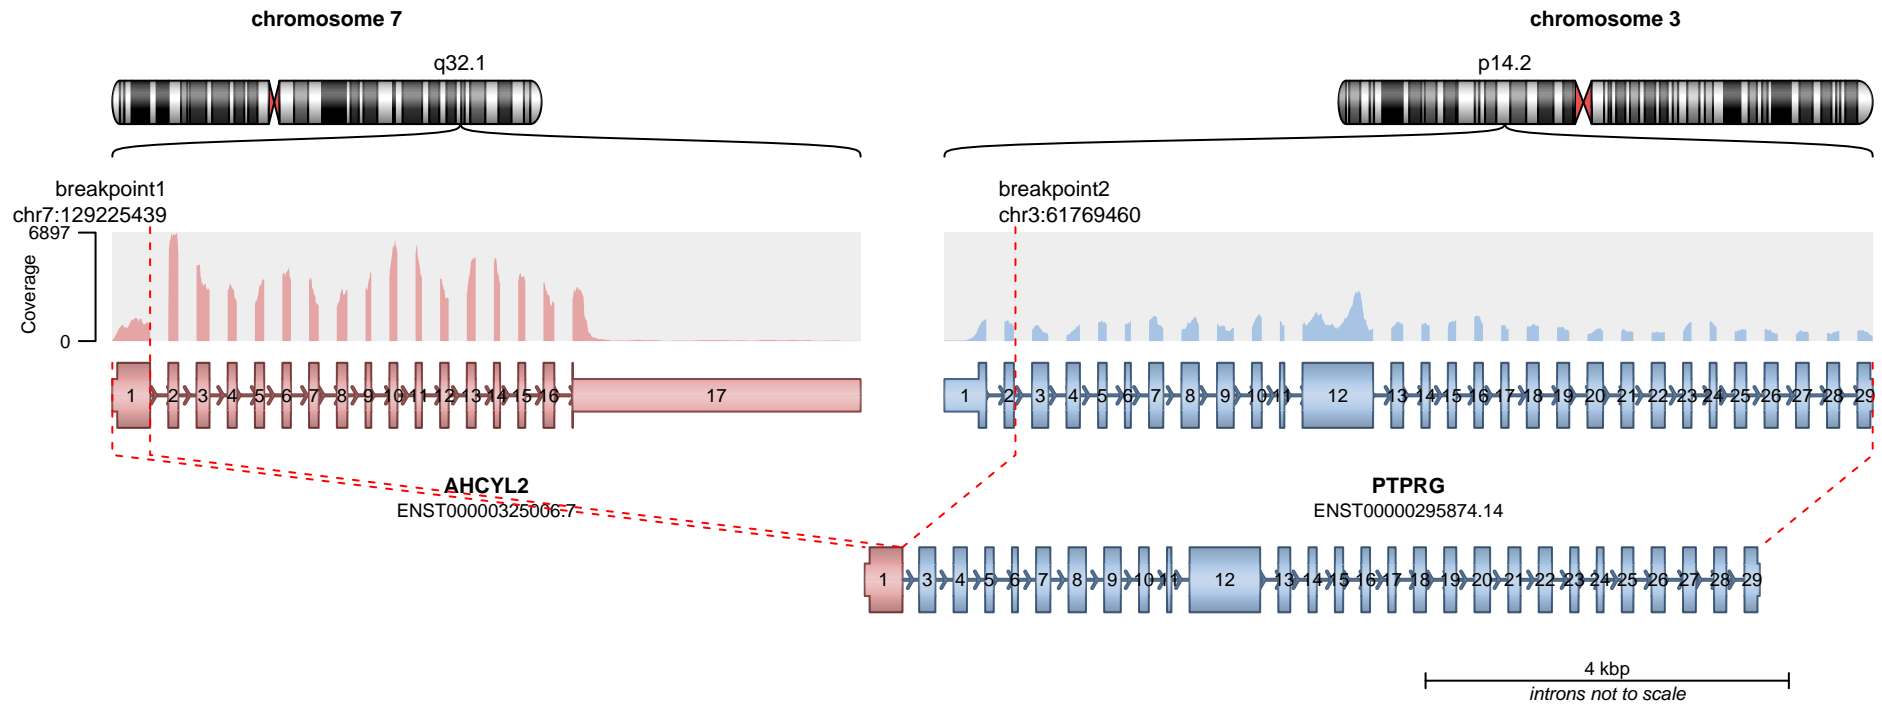 chromosome 7
chromosome 3
q32.1
p14.2
breakpoint1
chr7:129225439
breakpoint2
chr3:61769460
6897
Coverage
0
1 2 3 4 5 6 7 8 9 10 11 12 13 14 15 16 17
1 2 3 4 5 6 7 8 9 10 11 12 13 14 15 16 17 18 19 20 21 22 23 24 25 26 27 28 29
AHCYL2
ENST00000325006.7
PTPRG
ENST00000295874.14
1 3 4 5 6 7 8 9 10 11 12 13 14 15 16 17 18 19 20 21 22 23 24 25 26 27 28 29
4 kbp
introns not to scale